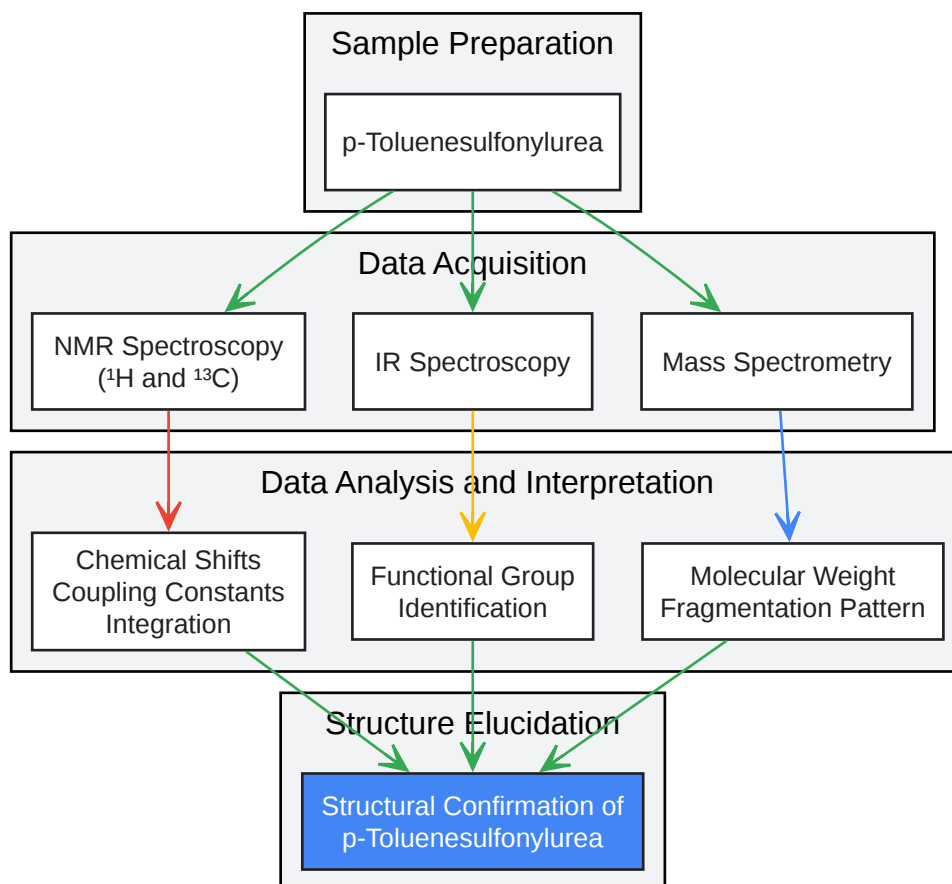 Sample Preparation
p-Toluenesulfonylurea
Data Acquisition
NMR Spectroscopy
(¹H and ¹³C)
IR Spectroscopy
Mass Spectrometry
Data Analysis and Interpretation
Chemical Shifts
Coupling Constants
Integration
Functional Group
Identification
Molecular Weight
Fragmentation Pattern
Structure Elucidation
Structural Confirmation of
p-Toluenesulfonylurea